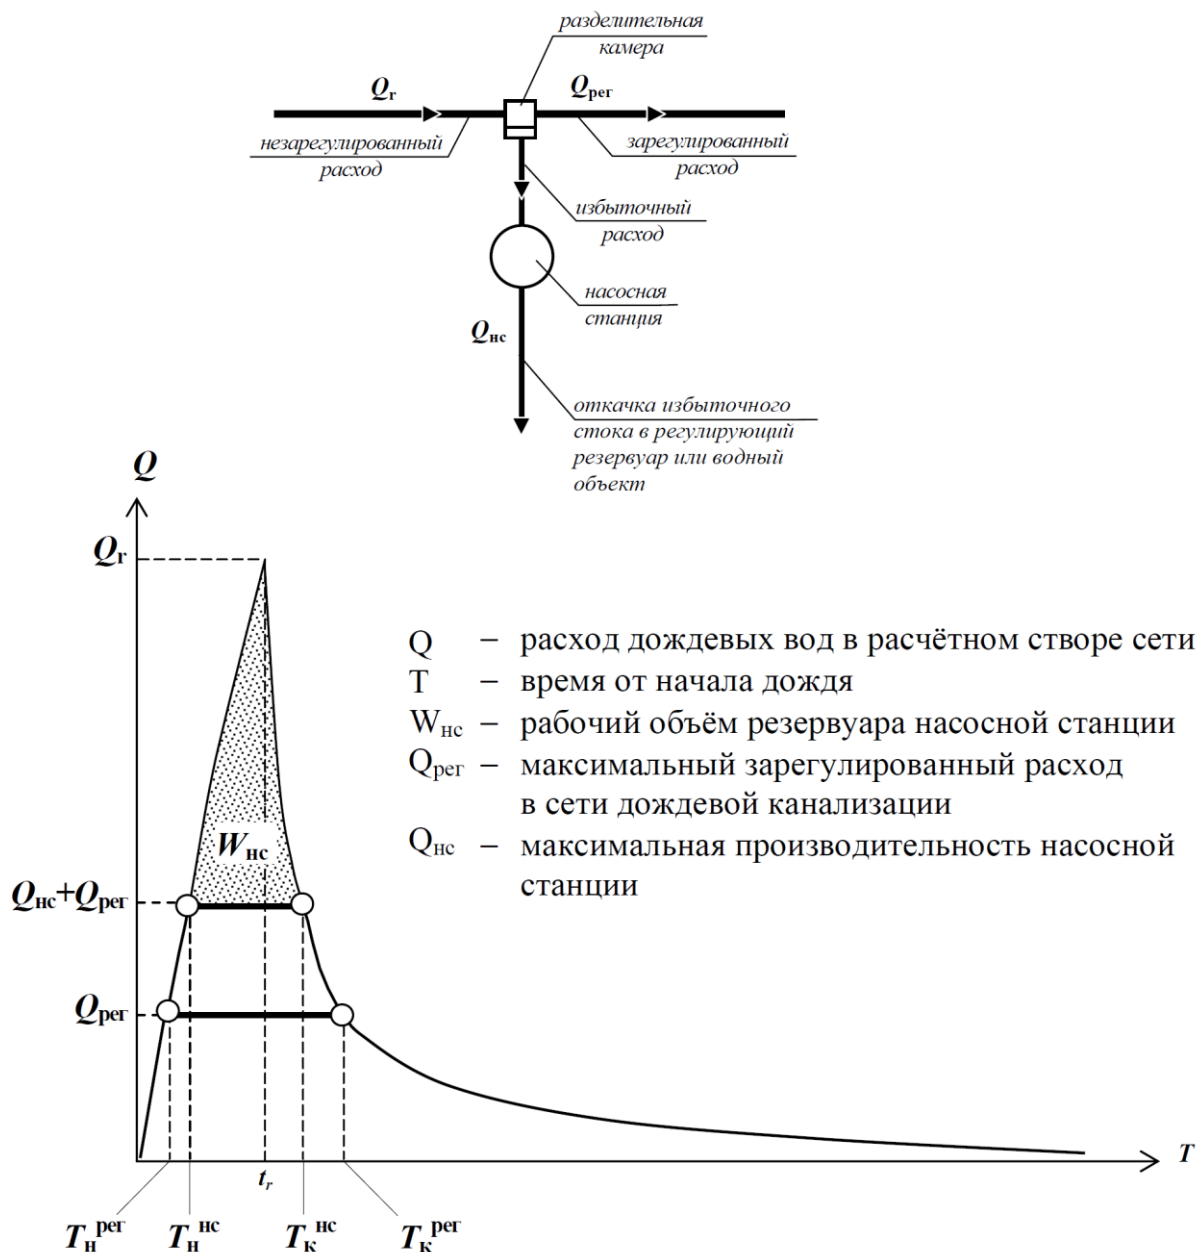 разделительная
камера
Qr
Qрег
незарегулированный
расход
зарегулированный
расход
избыточный
расход
насосная
станция
Qнс
откачка избыточного
стока в регулирующий
резервуар или водный
объект
Q
Qr
Q – расход дождевых вод в расчётном створе сети
T – время от начала дождя
Wнс – рабочий объём резервуара насосной станции
Qрег – максимальный зарегулированный расход
в сети дождевой канализации
Qнс – максимальная производительность насосной
станции
Wнс
Qнс+Qрег
Qрег
T
tr
Tнрег
Tннс
Tкнс
Tкрег